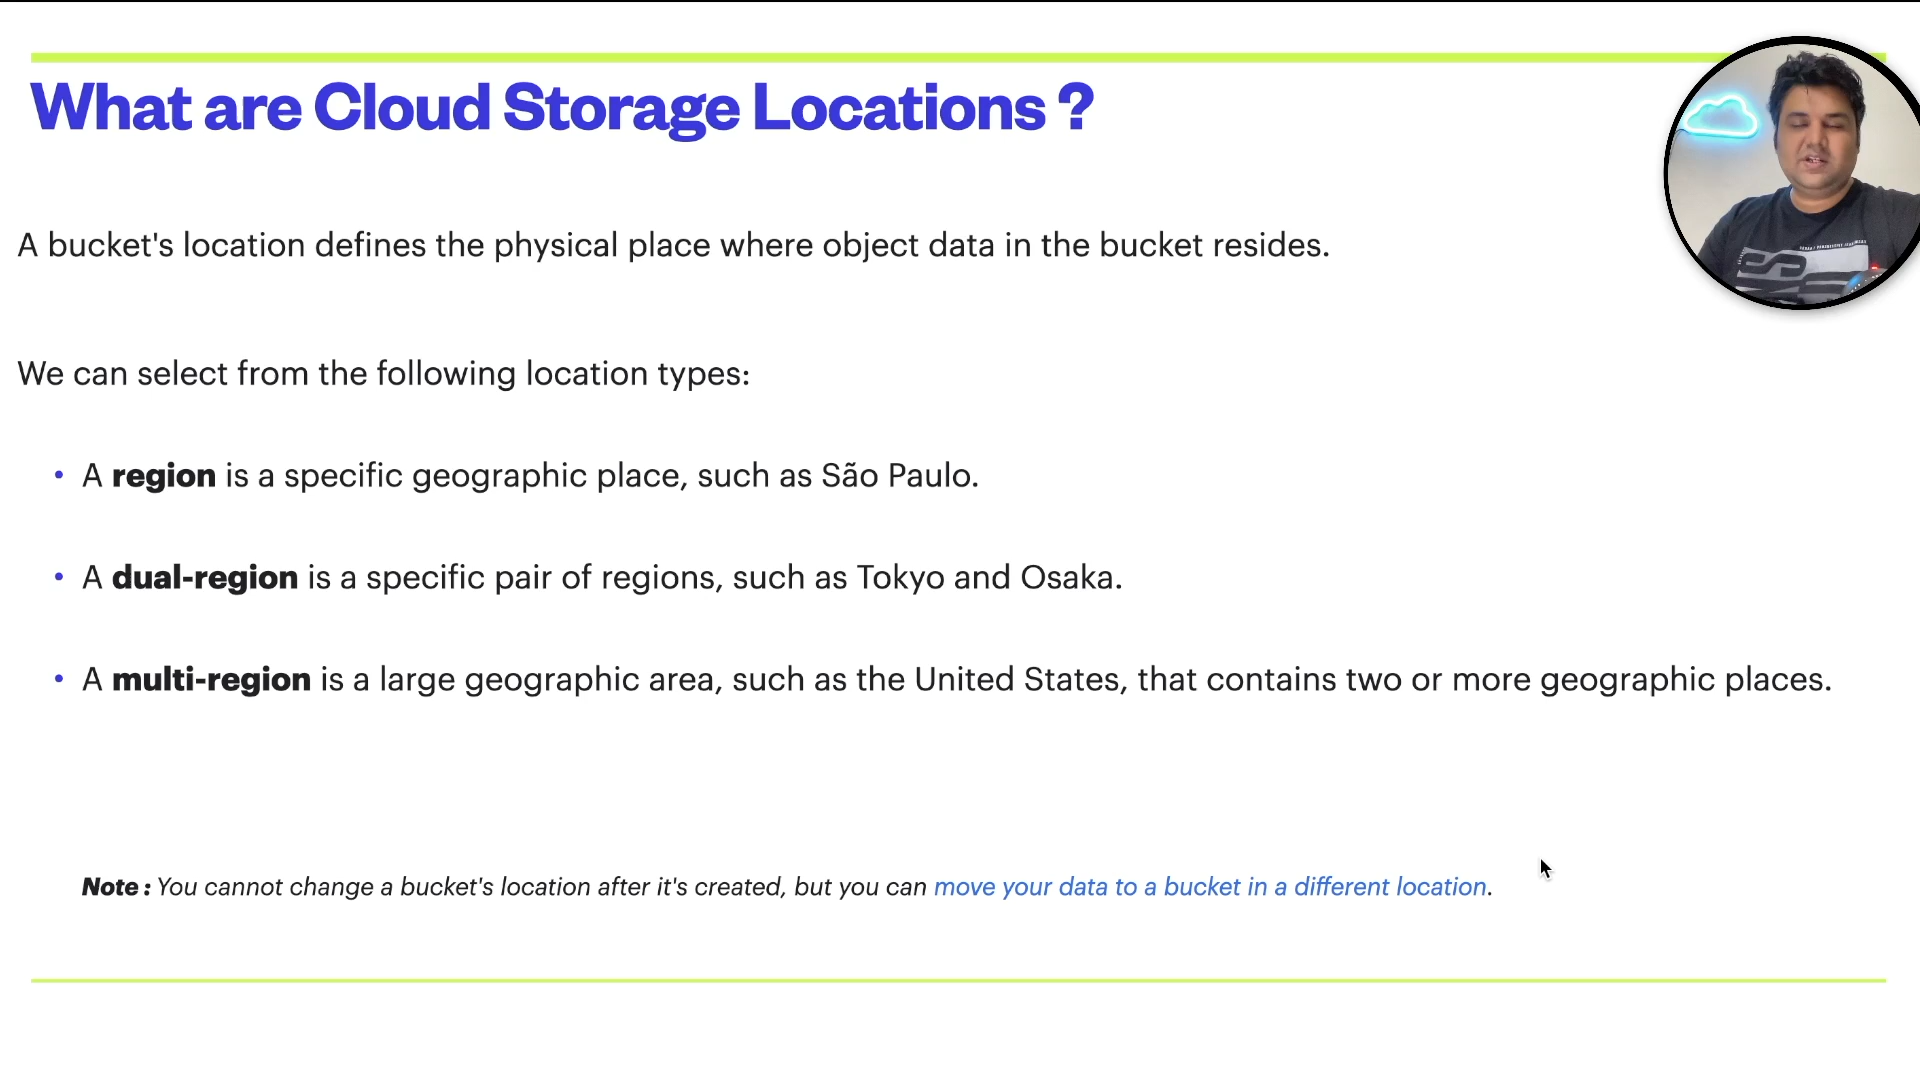 What are Cloud Storage Locations ?
A bucket's location defines the physical place where object data in the bucket resides.
We can select from the following location types:
• A region is a specific geographic place, such as São Paulo.
• A dual-region is a specific pair of regions, such as Tokyo and Osaka.
• A multi-region is a large geographic area, such as the United States, that contains two or more geographic places.
Note : You cannot change a bucket's location after it's created, but you can move your data to a bucket in a different location.